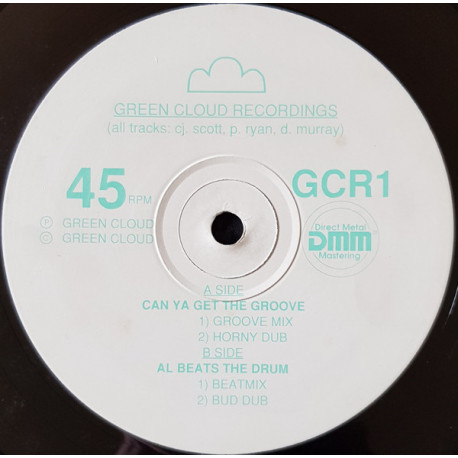 GREEN CLOUD RECORDINGS
(all tracks: cj. scott, p. ryan, d. murray)
45 RPM
GCR1
Ⓟ GREEN CLOUD
© GREEN CLOUD
Direct Metal
DMM
Mastering
A SIDE
CAN YA GET THE GROOVE
1) GROOVE MIX
2) HORNY DUB
B SIDE
AL BEATS THE DRUM
1) BEATMIX
2) BUD DUB